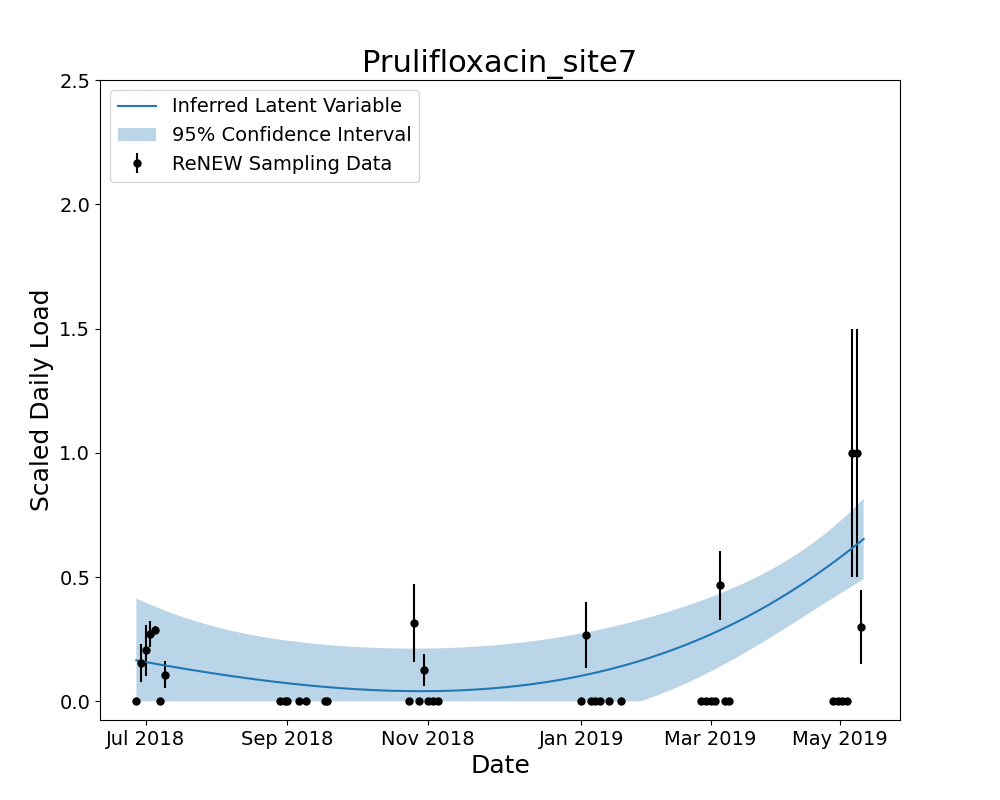 Prulifloxacin_site7
2.5
Inferred Latent Variable
95% Confidence Interval
ReNEW Sampling Data
2.0
1.5
1.0
0.5
0.0
Scaled Daily Load
Jul 2018 Sep 2018 Nov 2018 Jan 2019 Mar 2019 May 2019
Date